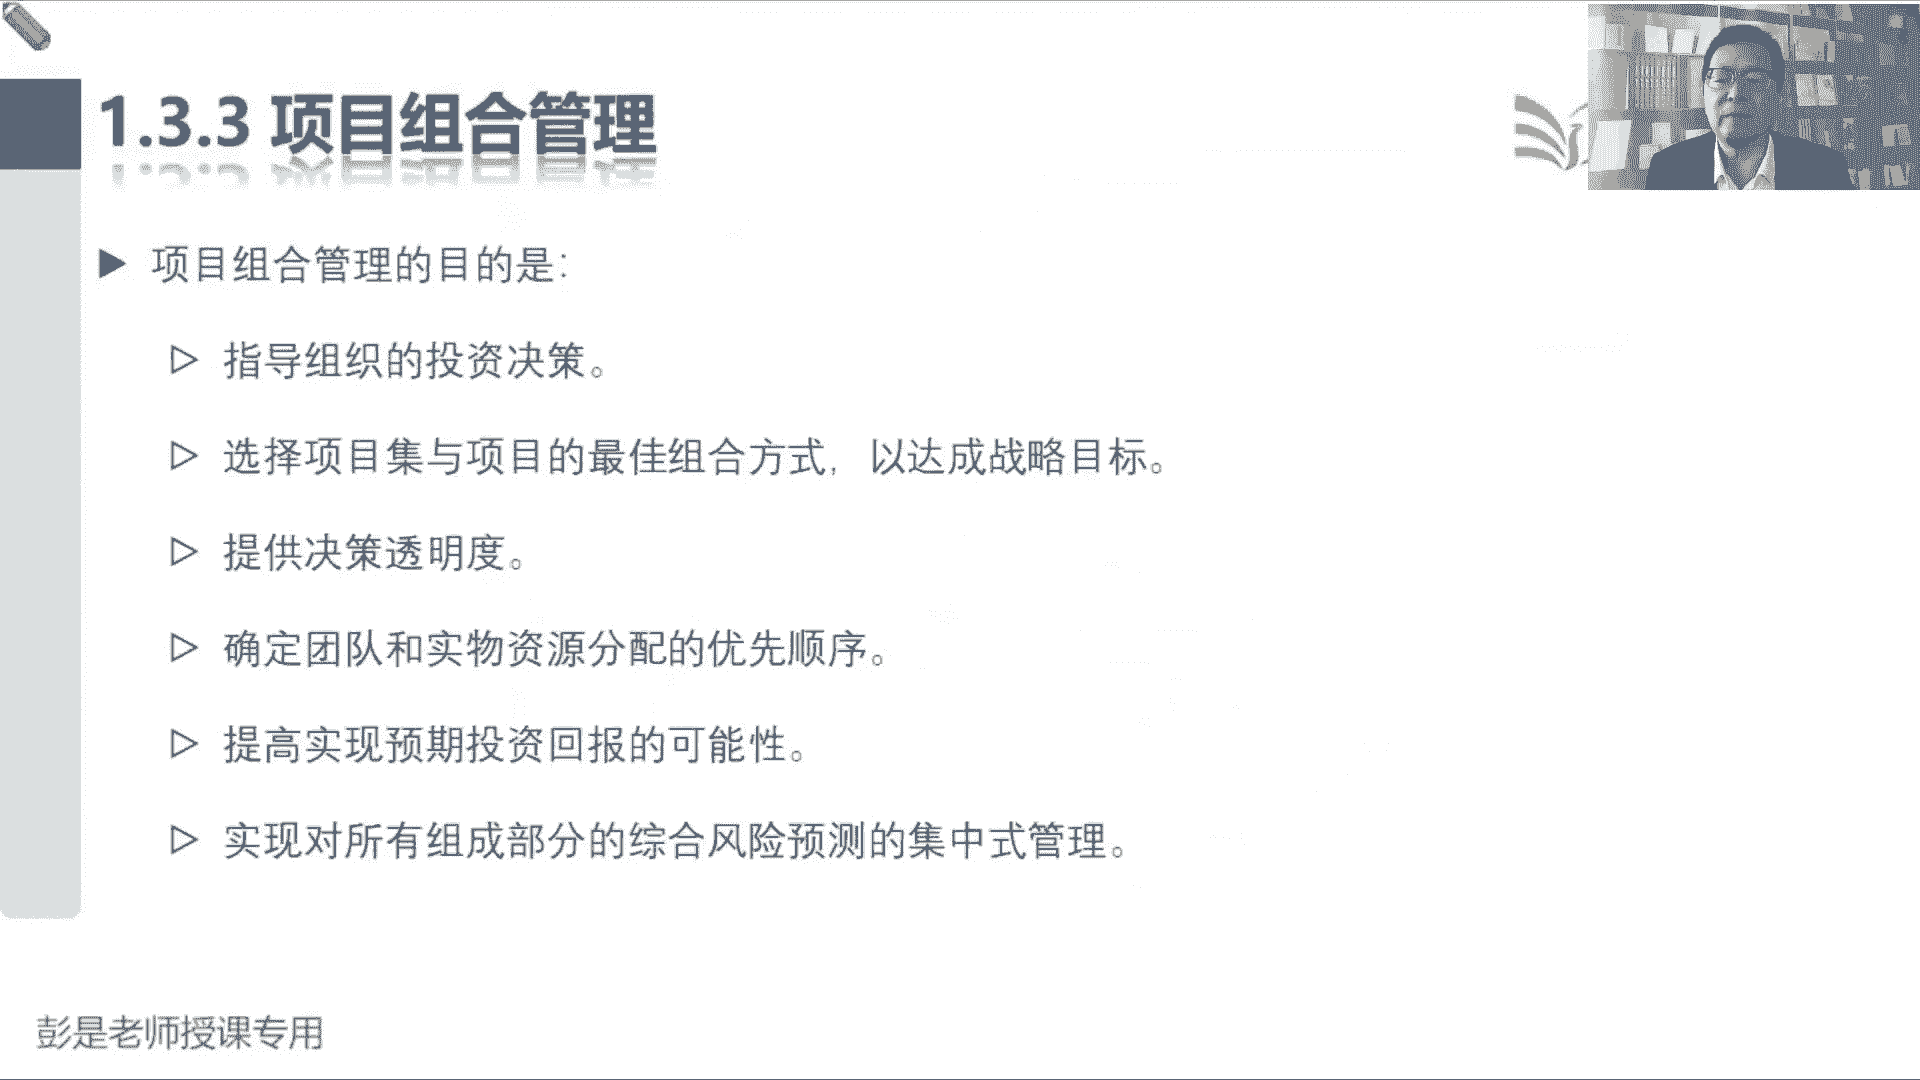 1.3.3 项目组合管理
项目组合管理的目的是：
指导组织的投资决策。
选择项目集与项目的最佳组合方式，以达成战略目标。
提供决策透明度。
确定团队和实物资源分配的优先顺序。
提高实现预期投资回报的可能性。
实现对所有组成部分的综合风险预测的集中式管理。
彭是老师授课专用